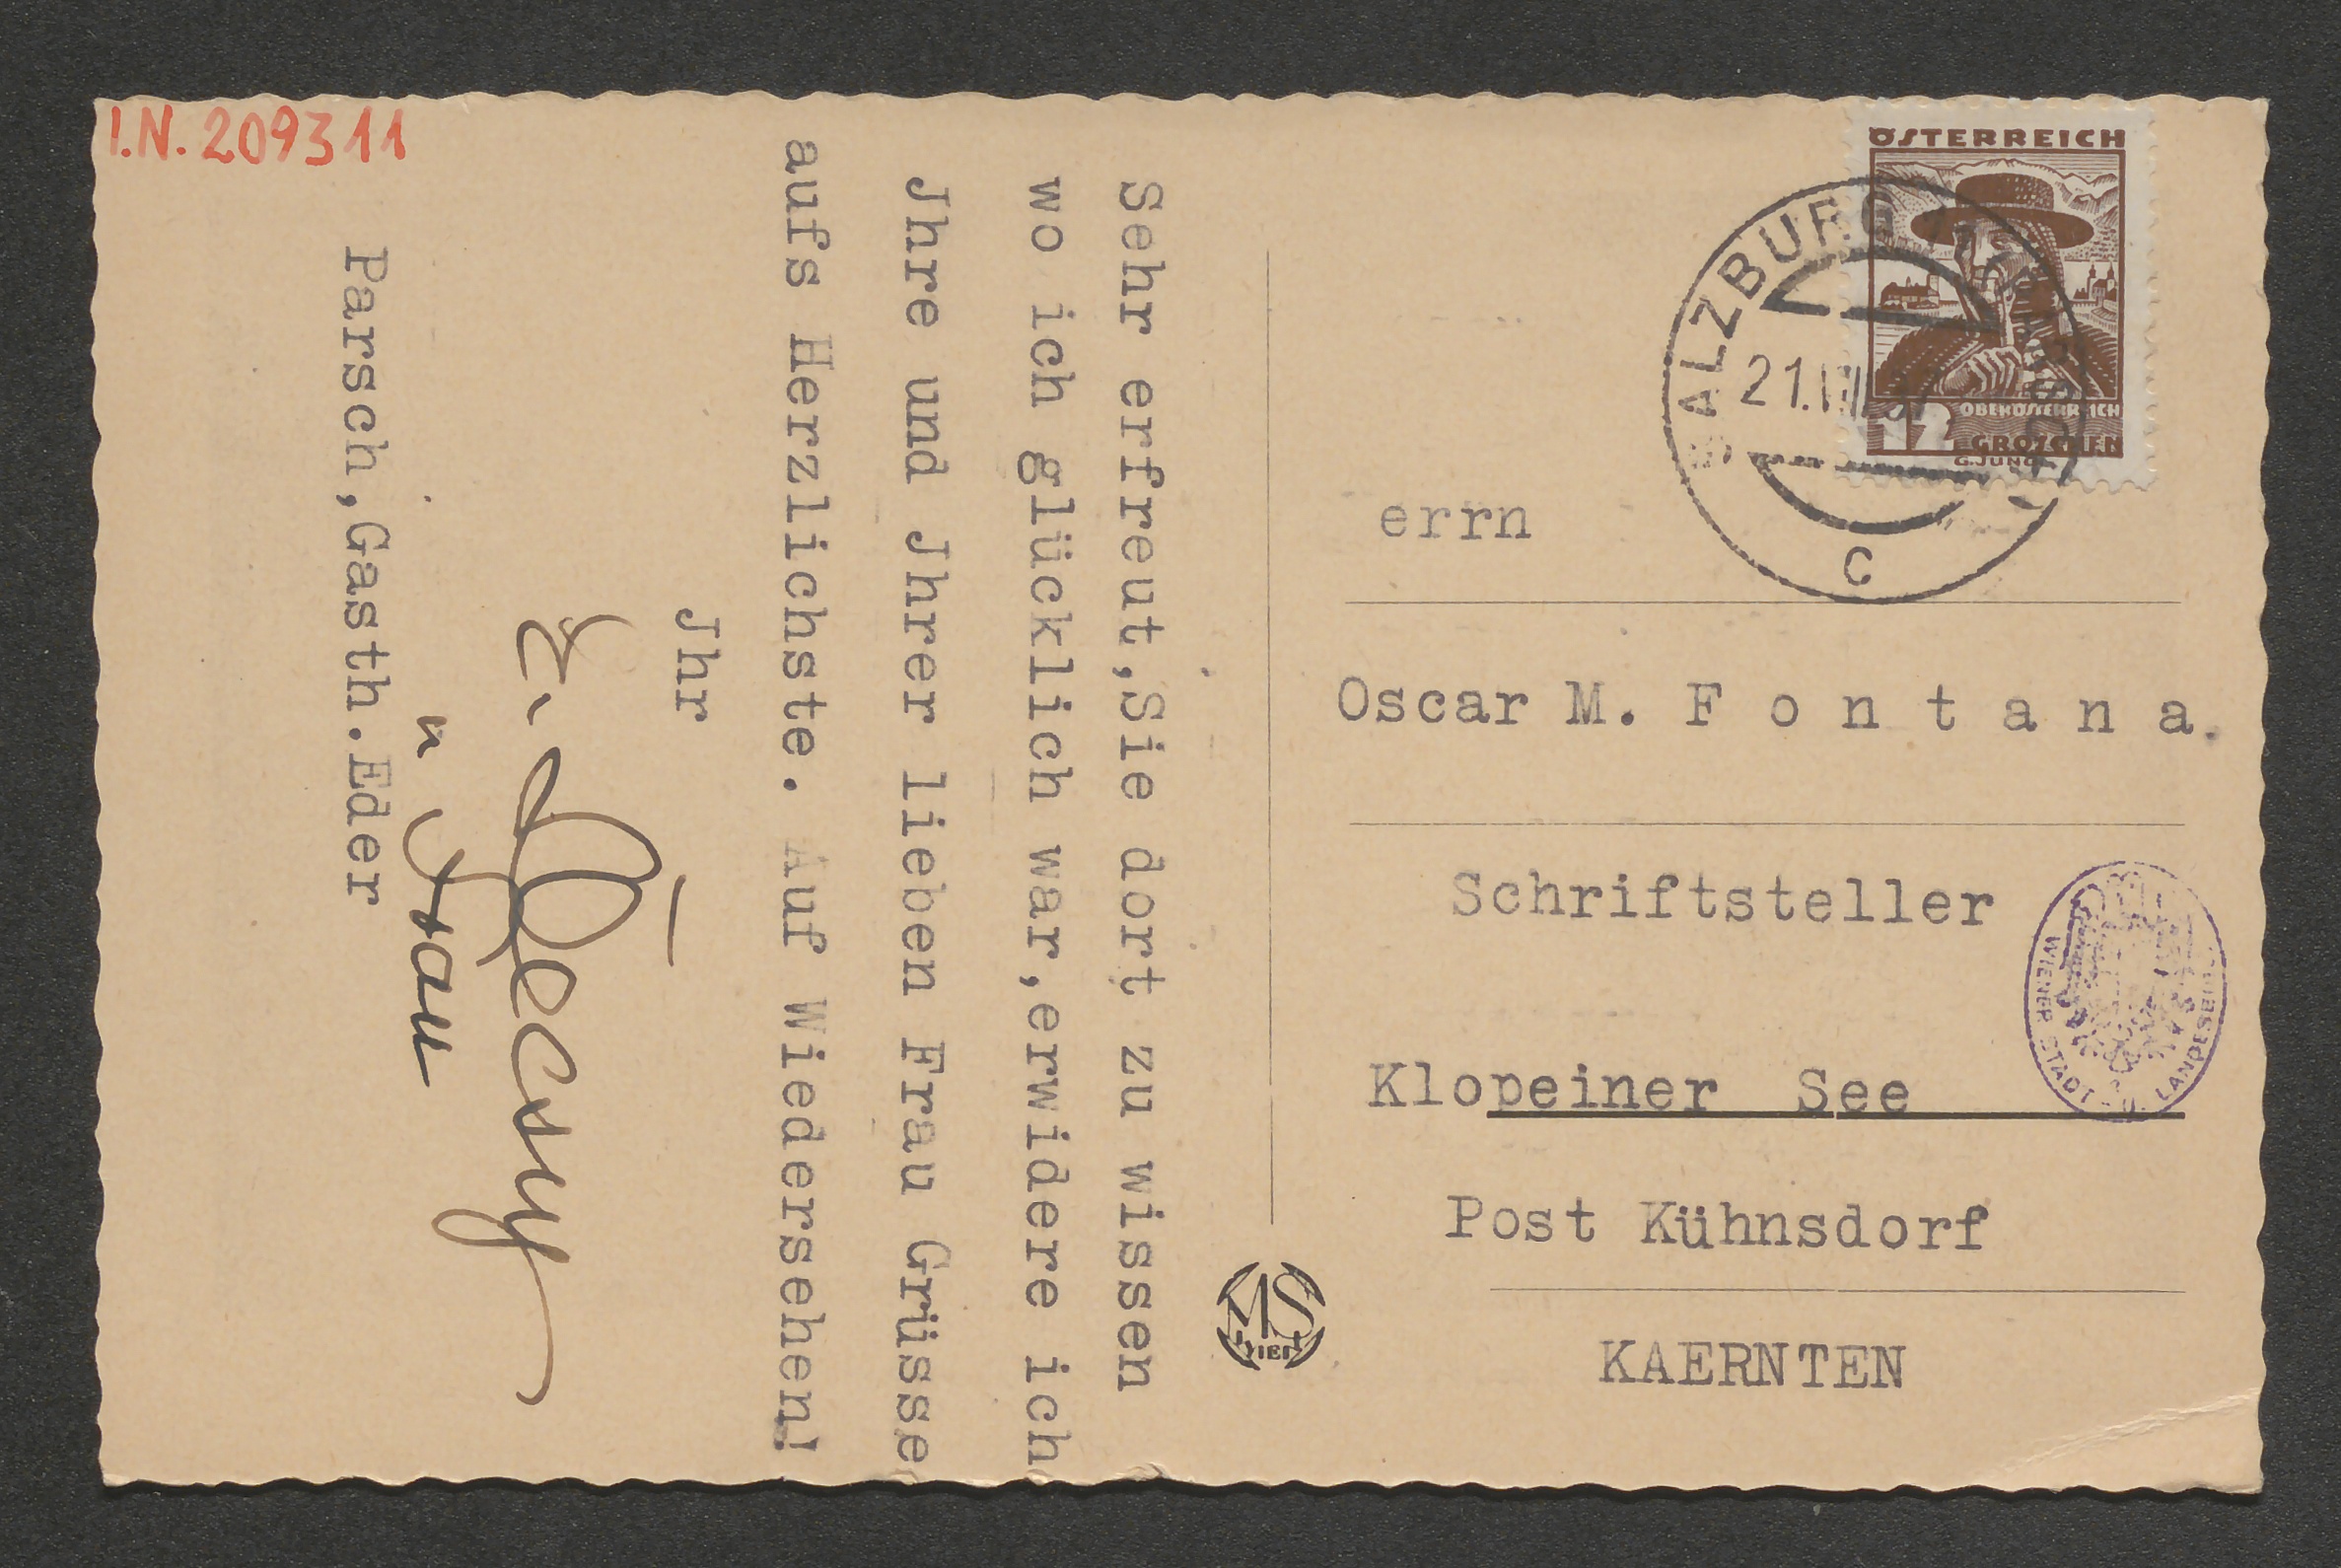 I.N. 209311
Sehr erfreut,Sie dort zu wissen
wo ich glücklich war,erwidere ich
Jhre und Jhrer lieben Frau Grüsse
aufs Herzlichste. Auf Wiedersehen!
Jhr
u Frau
Parsch,Gasth.Eder
ÖSTERREICH
OBERÖSTERREICH
12 GROSCHEN
G.JUNG
SALZBURG
21.
c
errn
Oscar M. F o n t a n a.
Schriftsteller
Klopeiner See
Post Kühnsdorf
KAERNTEN
WIENER STADT